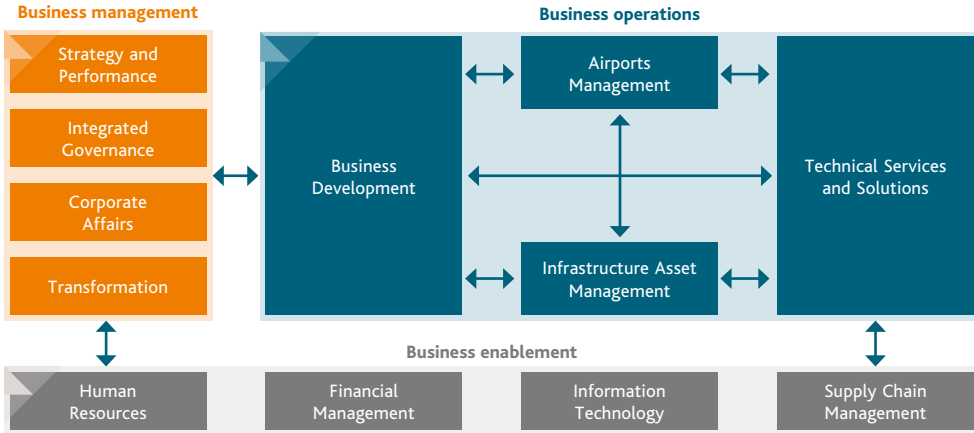 Business management
Strategy and
Performance
Integrated
Governance
Corporate
Affairs
Transformation
Business operations
Business
Development
Airports
Management
Infrastructure Asset
Management
Technical Services
and Solutions
Business enablement
Human
Resources
Financial
Management
Information
Technology
Supply Chain
Management